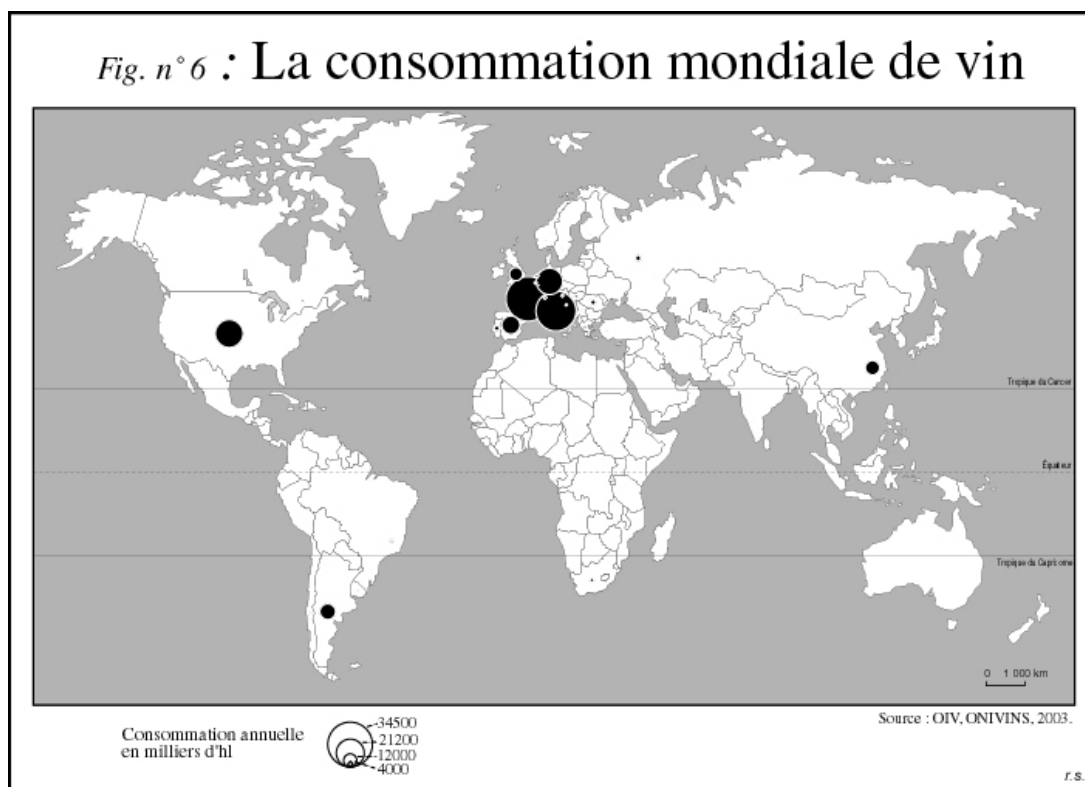 Fig. n° 6 : La consommation mondiale de vin
Tropique du Cancer
Équateur
Tropique du Capricorne
0 1 000 km
Source : OIV, ONIVINS, 2003.
Consommation annuelle
en milliers d'hl
34500
21200
12000
4000
r.s.